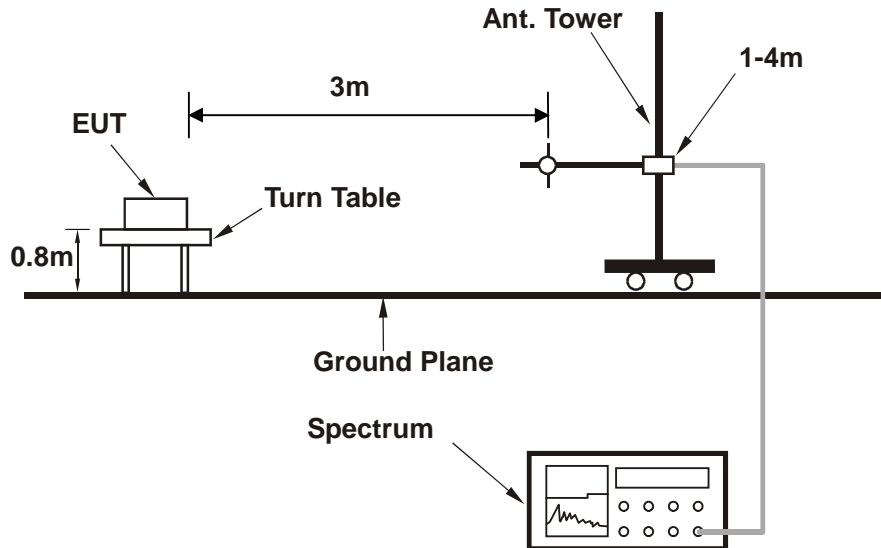 Ant. Tower
1-4m
3m
EUT
Turn Table
0.8m
Ground Plane
Spectrum